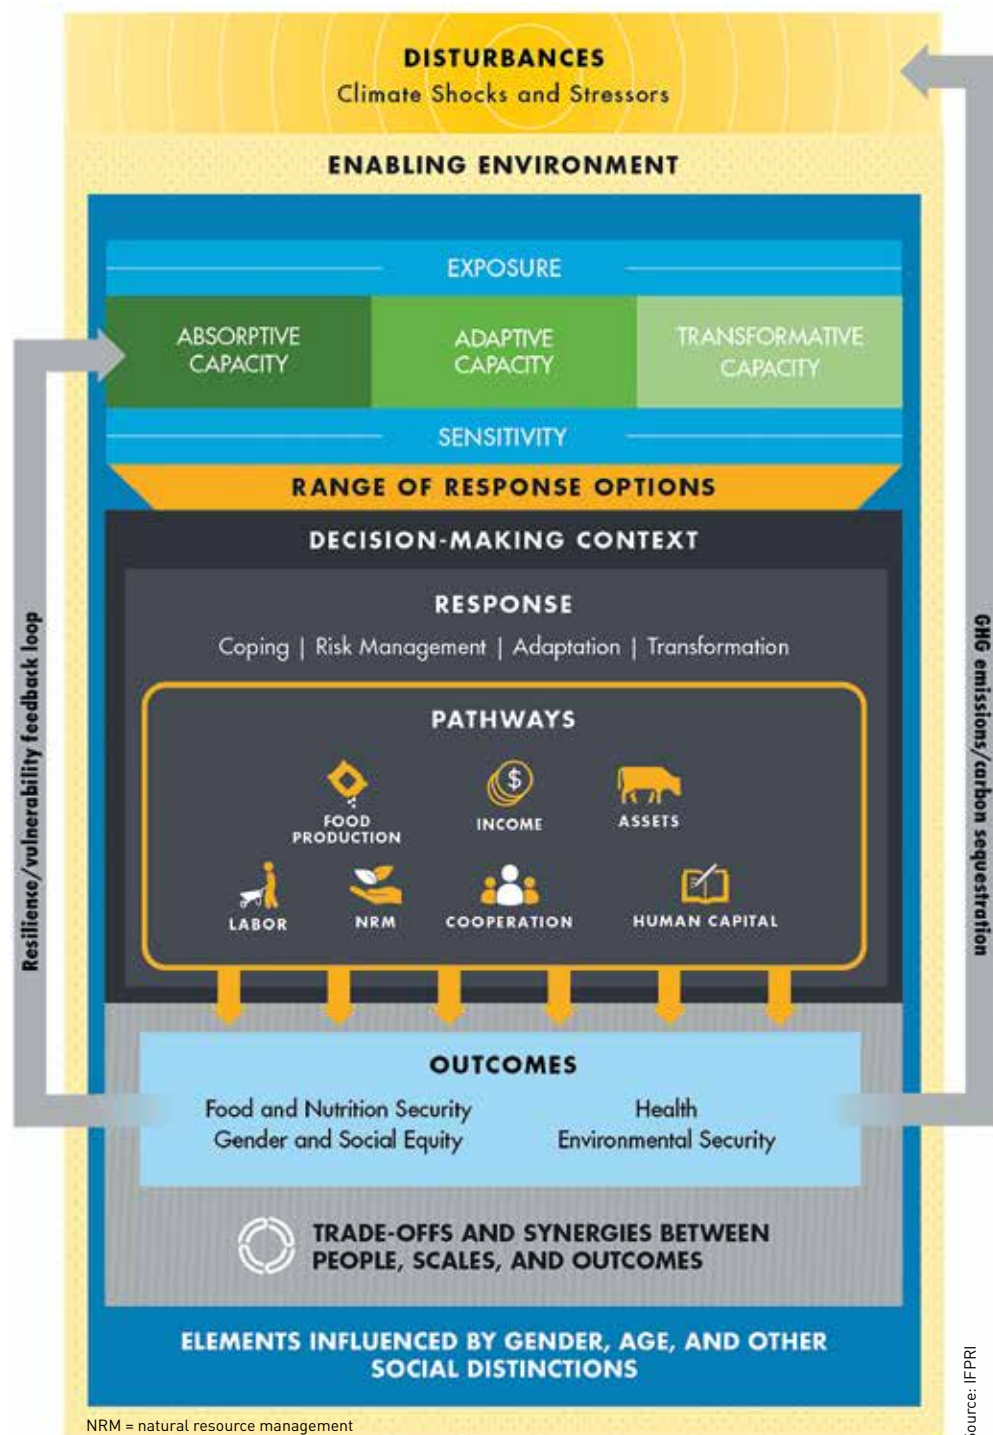 DISTURBANCES
Climate Shocks and Stressors
ENABLING ENVIRONMENT
EXPOSURE
ABSORPTIVE
CAPACITY
ADAPTIVE
CAPACITY
TRANSFORMATIVE
CAPACITY
SENSITIVITY
RANGE OF RESPONSE OPTIONS
DECISION-MAKING CONTEXT
RESPONSE
Coping | Risk Management | Adaptation | Transformation
PATHWAYS
$
FOOD
PRODUCTION
INCOME
ASSETS
LABOR
NRM
COOPERATION
HUMAN CAPITAL
OUTCOMES
Food and Nutrition Security
Gender and Social Equity
Health
Environmental Security
TRADE-OFFS AND SYNERGIES BETWEEN
PEOPLE, SCALES, AND OUTCOMES
ELEMENTS INFLUENCED BY GENDER, AGE, AND OTHER
SOCIAL DISTINCTIONS
NRM = natural resource management
Resilience/vulnerability feedback loop
GHG emissions/carbon sequestration
Source: IFPRI